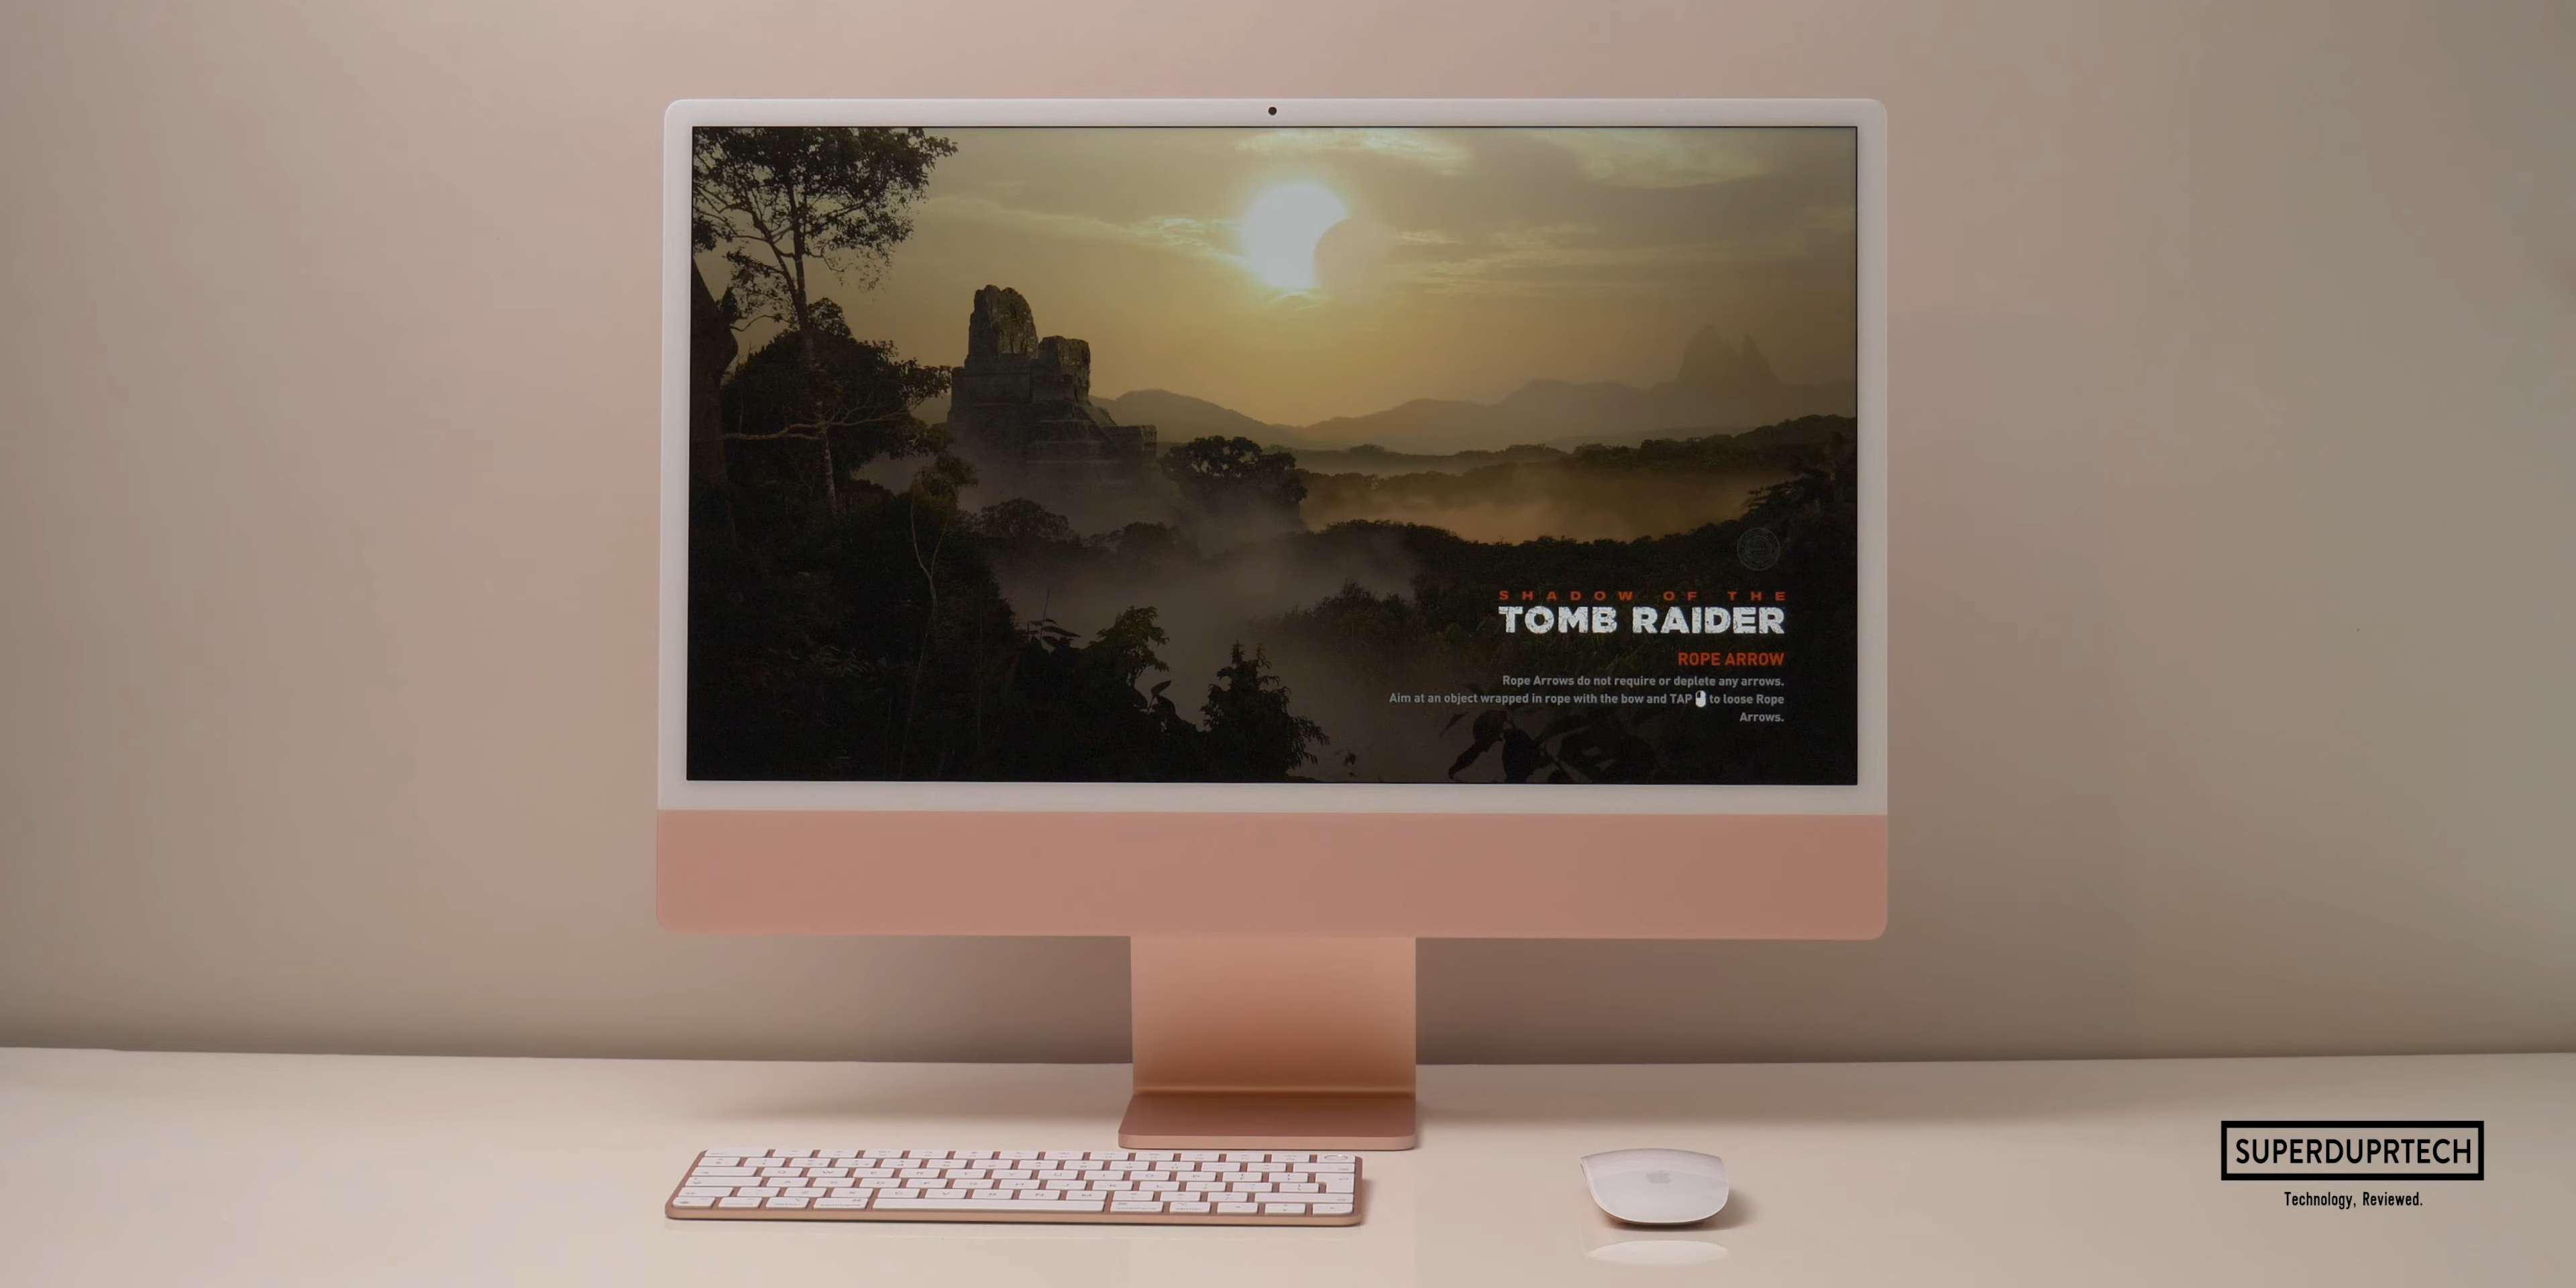 SHADOW OF THE
TOMB RAIDER
ROPE ARROW
Rope Arrows do not require or deplete any arrows.
Aim at an object wrapped in rope with the bow and TAP to loose Rope
Arrows.
SUPERDUPRTECH
Technology, Reviewed.